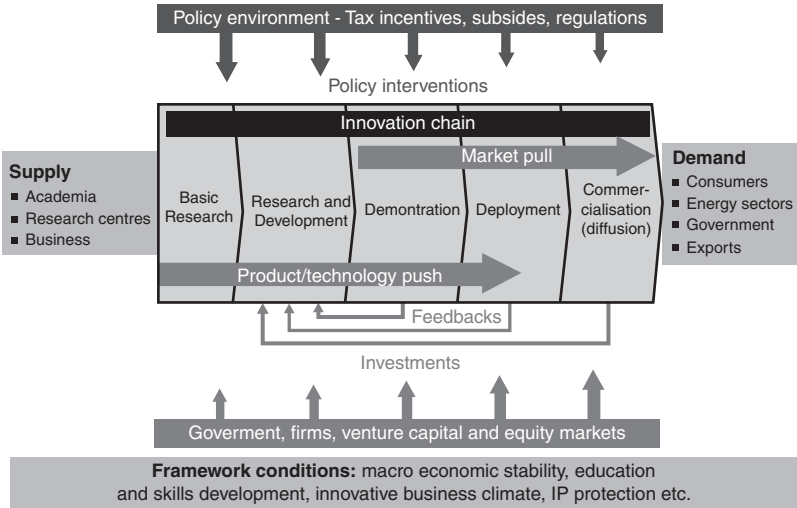 Policy environment - Tax incentives, subsides, regulations
Policy interventions
Innovation chain
Market pull
Supply
▪ Academia
▪ Research centres
▪ Business
Basic
Research
Research and
Development
Demontration
Deployment
Commer-
cialisation
(diffusion)
Demand
▪ Consumers
▪ Energy sectors
▪ Government
▪ Exports
Product/technology push
Feedbacks
Investments
Goverment, firms, venture capital and equity markets
Framework conditions: macro economic stability, education
and skills development, innovative business climate, IP protection etc.